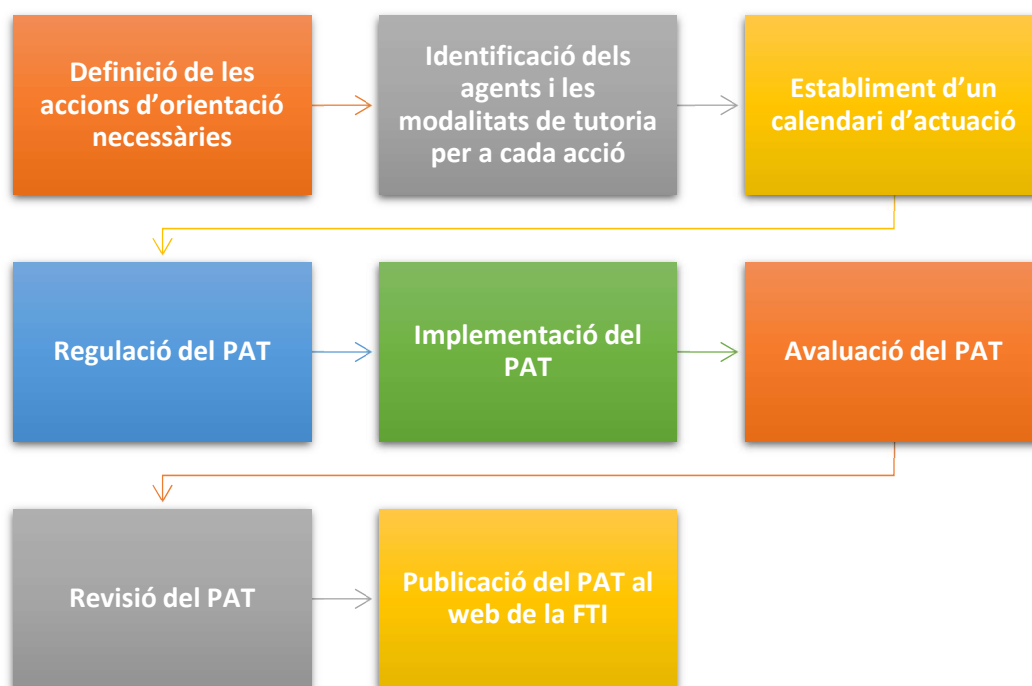 Definició de les
accions d’orientació
necessàries
Identificació dels
agents i les
modalitats de tutoria
per a cada acció
Establiment d’un
calendari d’actuació
Regulació del PAT
Implementació del
PAT
Avaluació del PAT
Revisió del PAT
Publicació del PAT al
web de la FTI